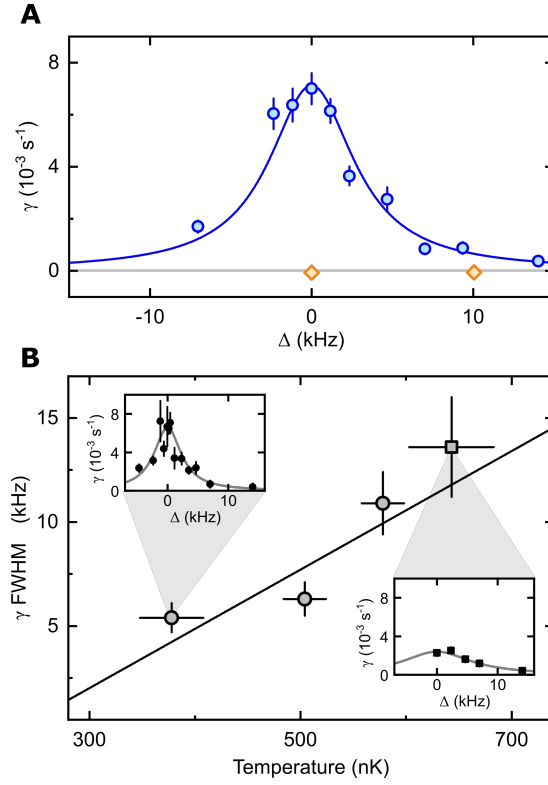 A
8
4
0
γ (10⁻³ s⁻¹)
-10
0
10
Δ (kHz)
B
15
10
5
γ FWHM (kHz)
8
4
0
γ (10⁻³ s⁻¹)
0
10
Δ (kHz)
8
4
0
γ (10⁻³ s⁻¹)
0
10
Δ (kHz)
300
500
700
Temperature (nK)